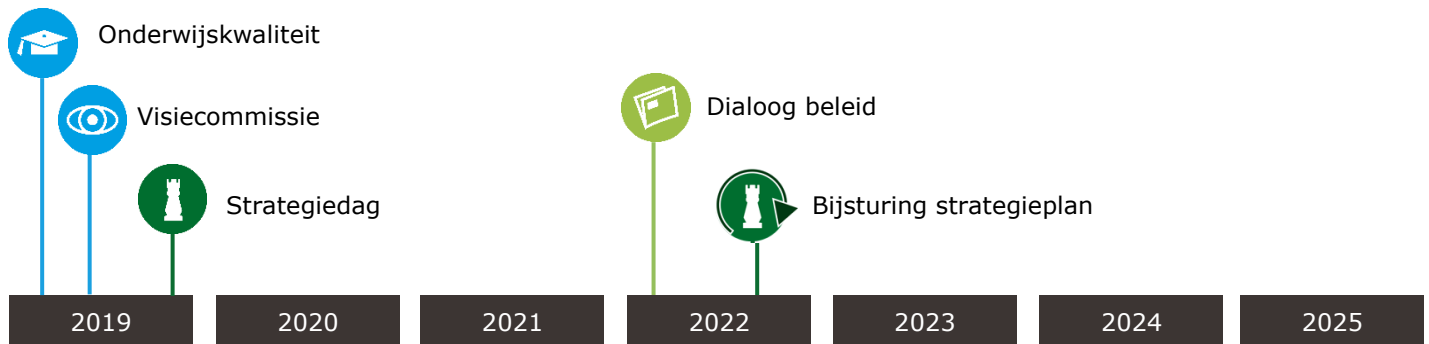 Onderwijskwaliteit
Visiecommissie
Dialoog beleid
Strategiedag
Bijsturing strategieplan
2019
2020
2021
2022
2023
2024
2025